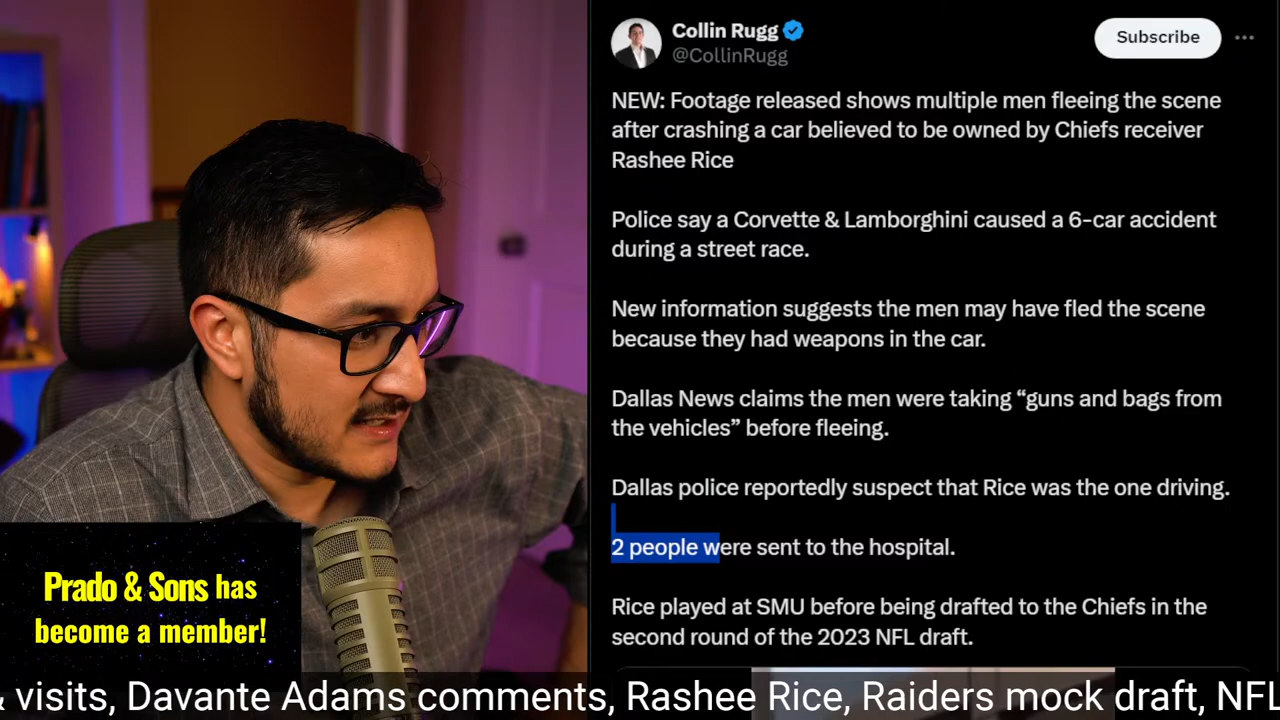 Collin Rugg
@CollinRugg
Subscribe
NEW: Footage released shows multiple men fleeing the scene
after crashing a car believed to be owned by Chiefs receiver
Rashee Rice
Police say a Corvette & Lamborghini caused a 6-car accident
during a street race.
New information suggests the men may have fled the scene
because they had weapons in the car.
Dallas News claims the men were taking “guns and bags from
the vehicles” before fleeing.
Dallas police reportedly suspect that Rice was the one driving.
2 people were sent to the hospital.
Rice played at SMU before being drafted to the Chiefs in the
second round of the 2023 NFL draft.
Prado & Sons has
become a member!
& visits, Davante Adams comments, Rashee Rice, Raiders mock draft, NFL